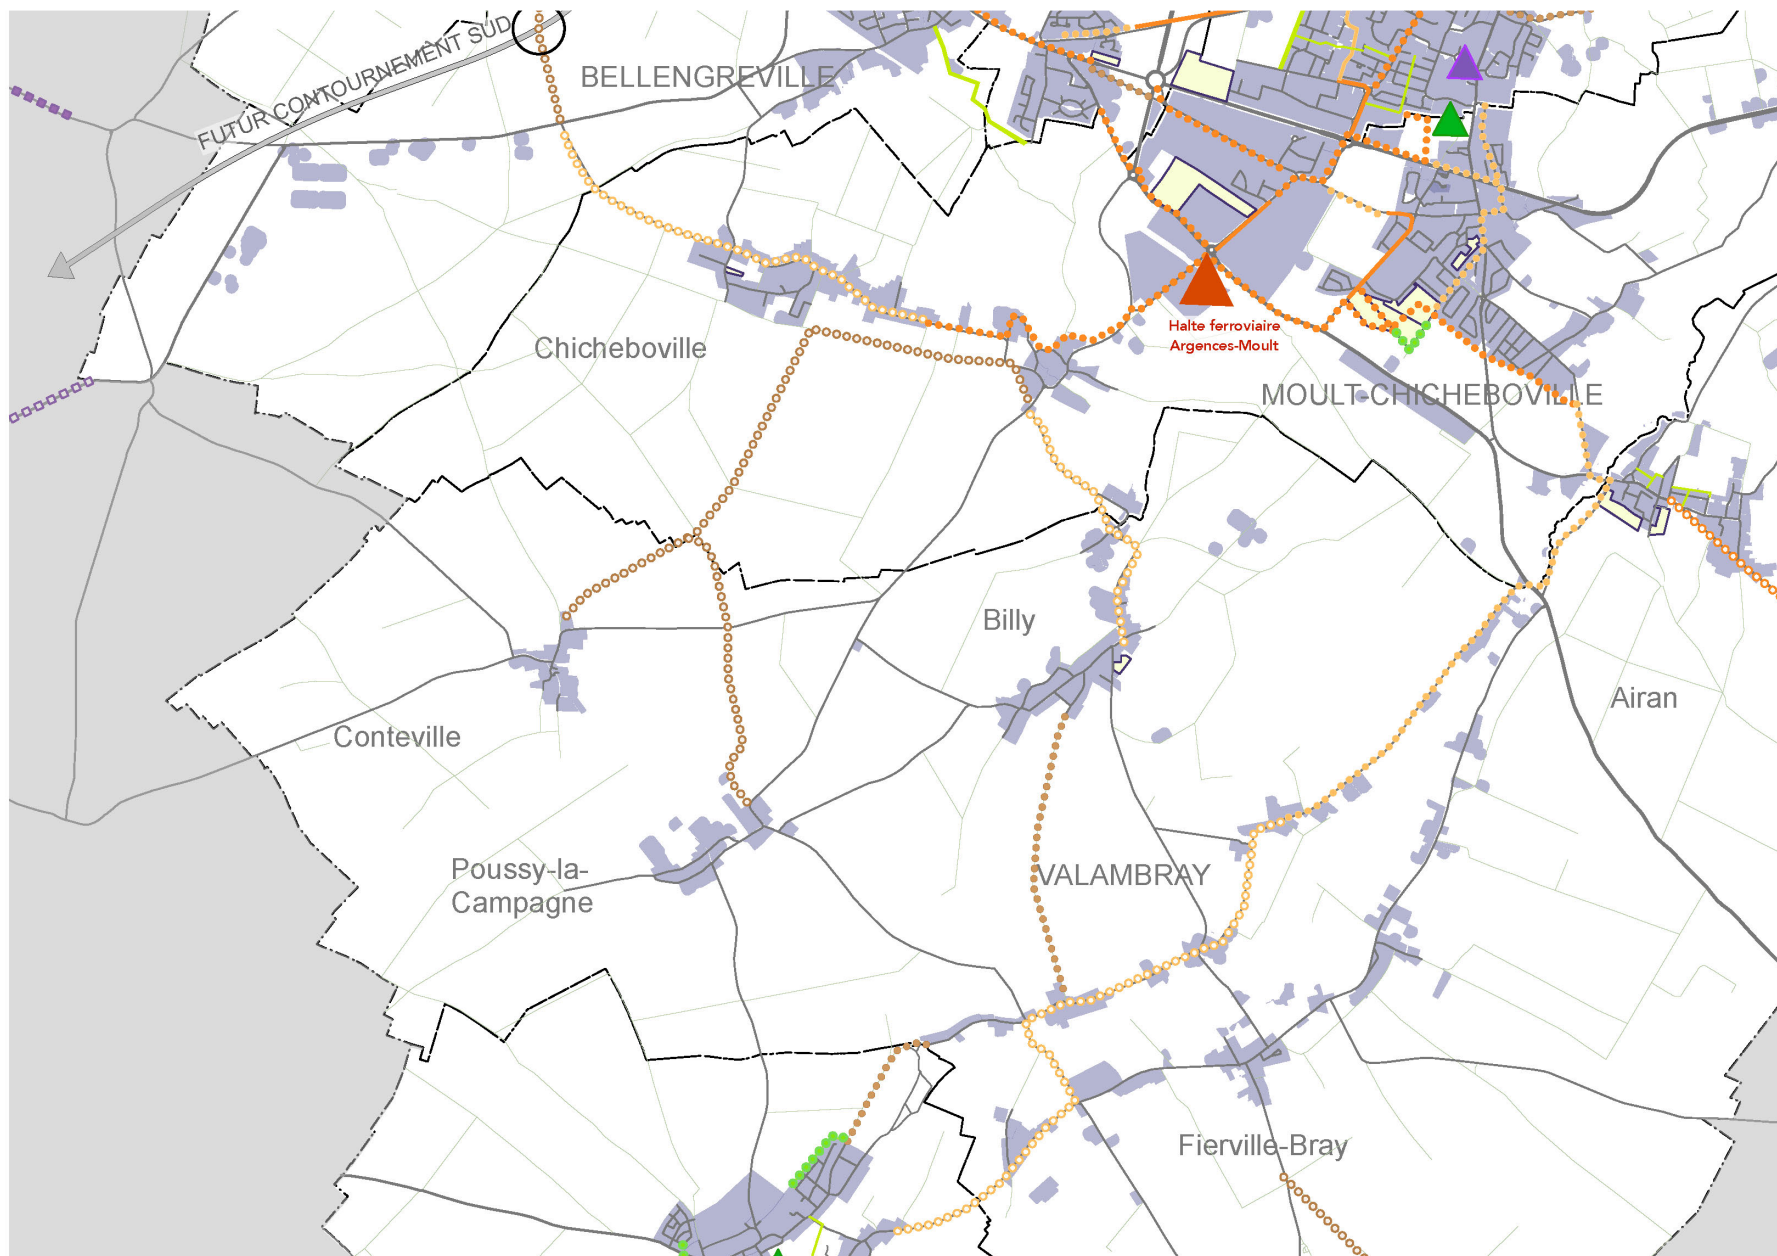 FUTUR CONTOURNEMENT SUD
BELLENGREVILLE
Halte ferroviaire
Argences-Moult
Chicheboville
MOULT-CHICHEBOVILLE
Billy
Airan
Conteville
Poussy-la-
Campagne
VALAMBRAY
Fierville-Bray